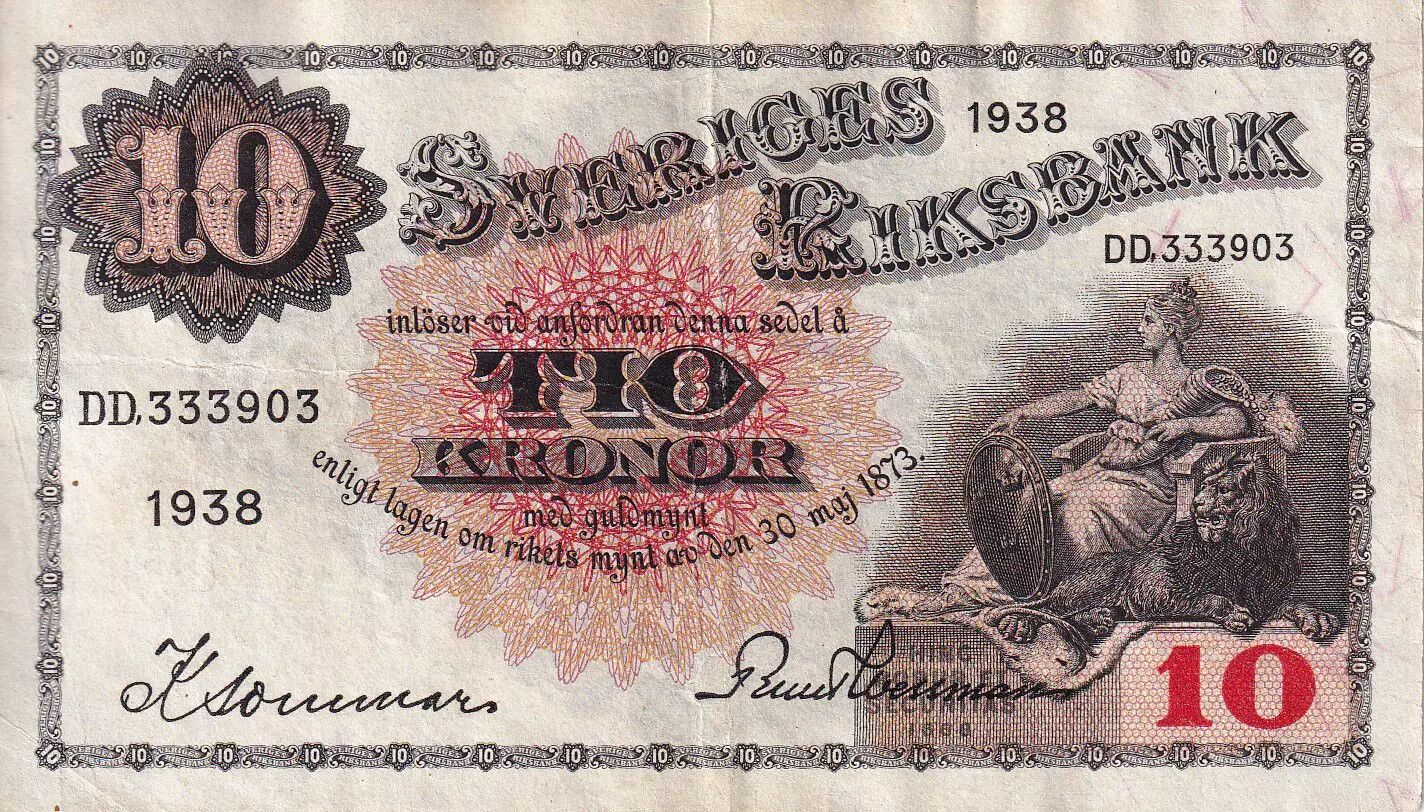 10
SVERIGES 1938
RIKSBANK
DD,333903
inlöser vid anfordran denna sedel å
TIO
KRONOR
med guldmynt
enligt lagen om rikets mynt av den 30 maj 1873.
DD,333903
1938
K Sommar
10